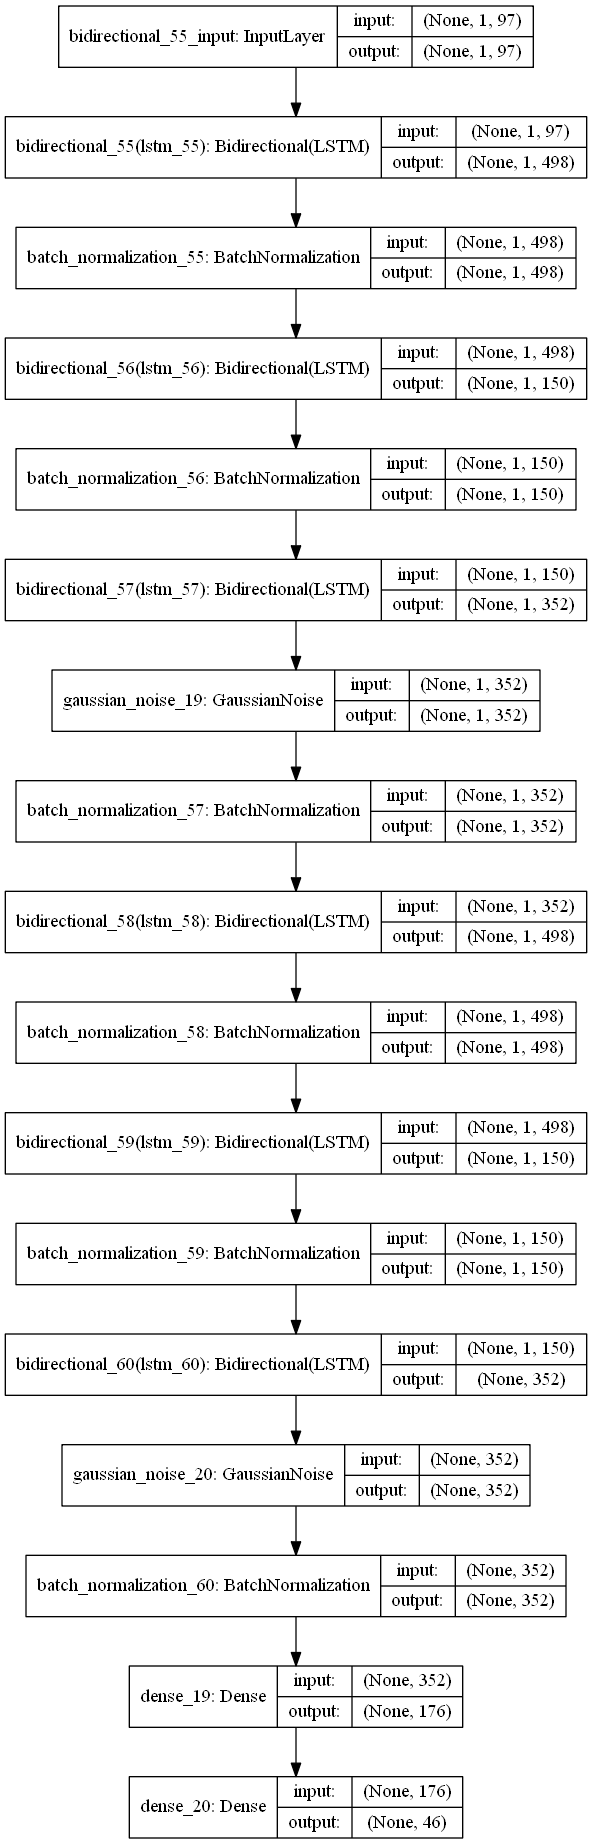 bidirectional_55_input: InputLayer
input: (None, 1, 97)
output: (None, 1, 97)
bidirectional_55(lstm_55): Bidirectional(LSTM)
input: (None, 1, 97)
output: (None, 1, 498)
batch_normalization_55: BatchNormalization
input: (None, 1, 498)
output: (None, 1, 498)
bidirectional_56(lstm_56): Bidirectional(LSTM)
input: (None, 1, 498)
output: (None, 1, 150)
batch_normalization_56: BatchNormalization
input: (None, 1, 150)
output: (None, 1, 150)
bidirectional_57(lstm_57): Bidirectional(LSTM)
input: (None, 1, 150)
output: (None, 1, 352)
gaussian_noise_19: GaussianNoise
input: (None, 1, 352)
output: (None, 1, 352)
batch_normalization_57: BatchNormalization
input: (None, 1, 352)
output: (None, 1, 352)
bidirectional_58(lstm_58): Bidirectional(LSTM)
input: (None, 1, 352)
output: (None, 1, 498)
batch_normalization_58: BatchNormalization
input: (None, 1, 498)
output: (None, 1, 498)
bidirectional_59(lstm_59): Bidirectional(LSTM)
input: (None, 1, 498)
output: (None, 1, 150)
batch_normalization_59: BatchNormalization
input: (None, 1, 150)
output: (None, 1, 150)
bidirectional_60(lstm_60): Bidirectional(LSTM)
input: (None, 1, 150)
output: (None, 352)
gaussian_noise_20: GaussianNoise
input: (None, 352)
output: (None, 352)
batch_normalization_60: BatchNormalization
input: (None, 352)
output: (None, 352)
dense_19: Dense
input: (None, 352)
output: (None, 176)
dense_20: Dense
input: (None, 176)
output: (None, 46)